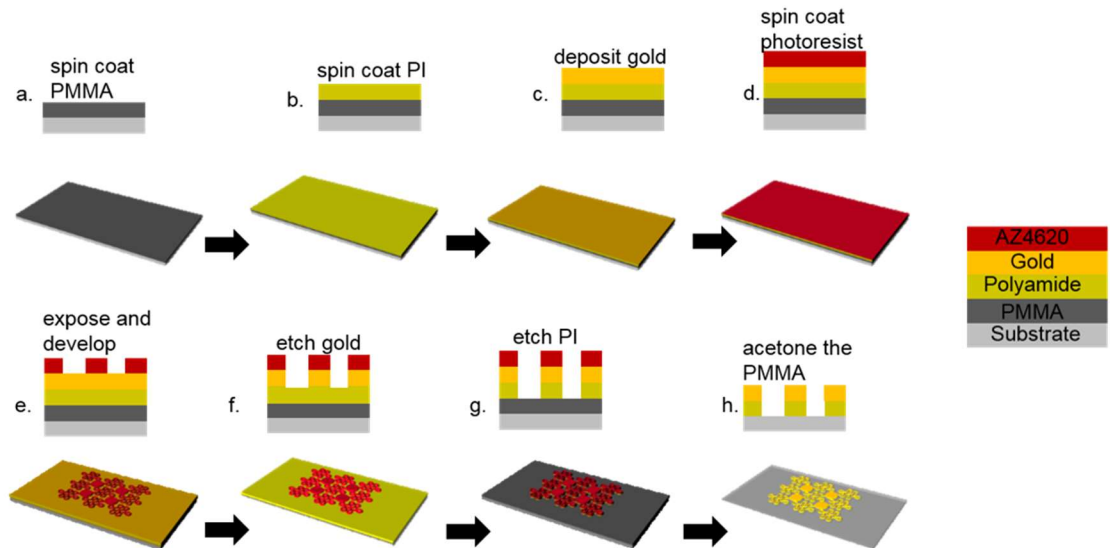 a.
spin coat
PMMA
b.
spin coat PI
c.
deposit gold
d.
spin coat
photoresist
AZ4620
Gold
Polyamide
PMMA
Substrate
e.
expose and
develop
f.
etch gold
g.
etch PI
h.
acetone the
PMMA